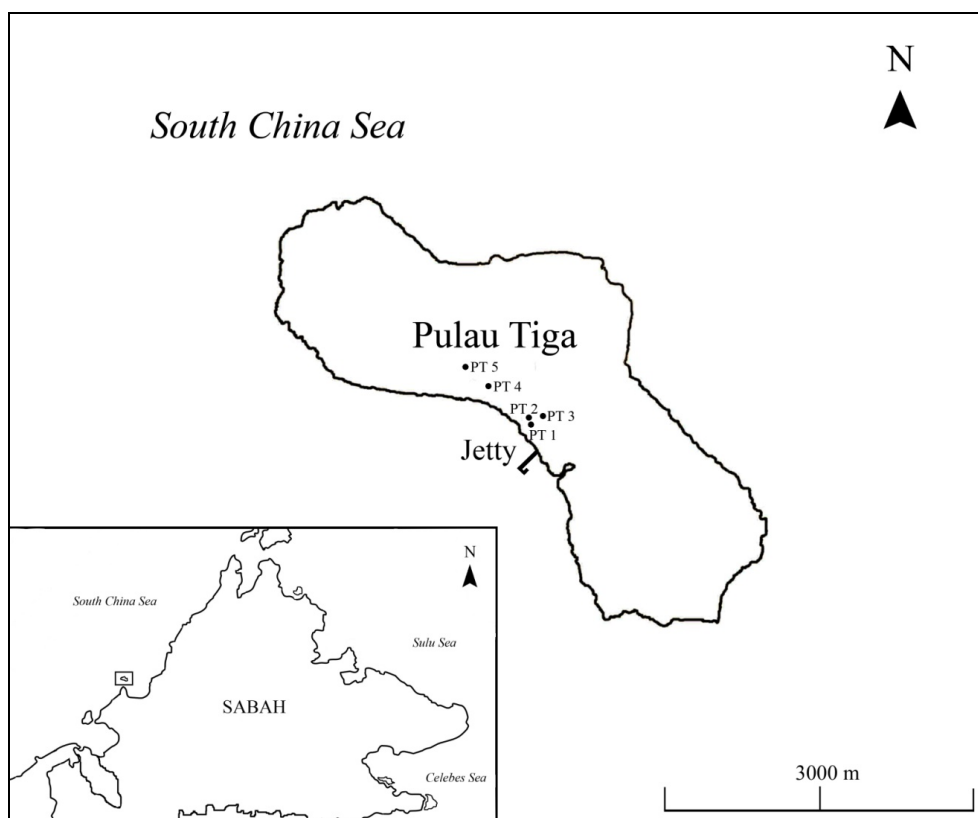 N
South China Sea
Pulau Tiga
PT 5
PT 4
PT 2
PT 3
PT 1
Jetty
N
South China Sea
Sulu Sea
SABAH
Celebes Sea
3000 m